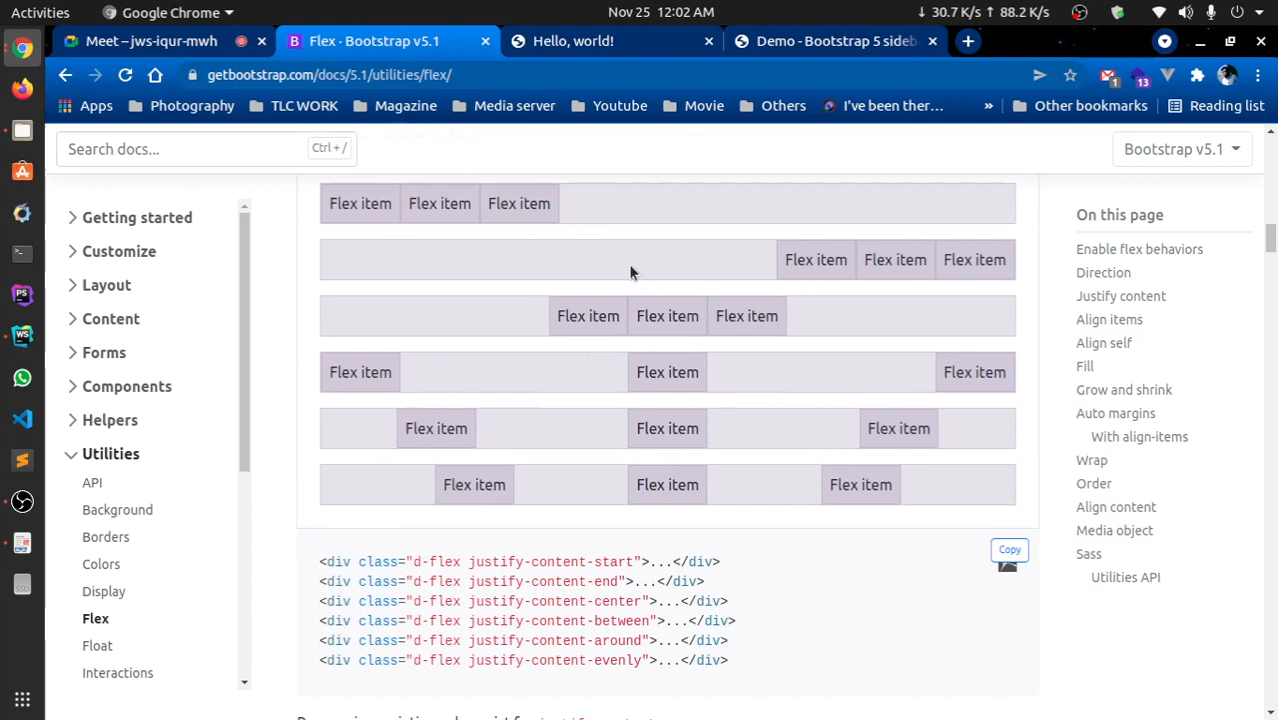 Activities Google Chrome Nov 25 12:02 AM ↓ 30.7 K/s ↑ 88.2 K/s
Meet – jws-iqur-mwh Flex · Bootstrap v5.1 Hello, world! Demo - Bootstrap 5 sideb
getbootstrap.com/docs/5.1/utilities/flex/ 1 13
Apps Photography TLC WORK Magazine Media server Youtube Movie Others I've been ther... » Other bookmarks Reading list
Search docs... Ctrl + / Bootstrap v5.1
Getting started
Customize
Layout
Content
Forms
Components
Helpers
Utilities
API
Background
Borders
Colors
Display
Flex
Float
Interactions
Flex item Flex item Flex item
Flex item Flex item Flex item
Flex item Flex item Flex item
Flex item Flex item Flex item
Flex item Flex item Flex item
Flex item Flex item Flex item
Copy
<div class="d-flex justify-content-start">...</div>
<div class="d-flex justify-content-end">...</div>
<div class="d-flex justify-content-center">...</div>
<div class="d-flex justify-content-between">...</div>
<div class="d-flex justify-content-around">...</div>
<div class="d-flex justify-content-evenly">...</div>
On this page
Enable flex behaviors
Direction
Justify content
Align items
Align self
Fill
Grow and shrink
Auto margins
With align-items
Wrap
Order
Align content
Media object
Sass
Utilities API